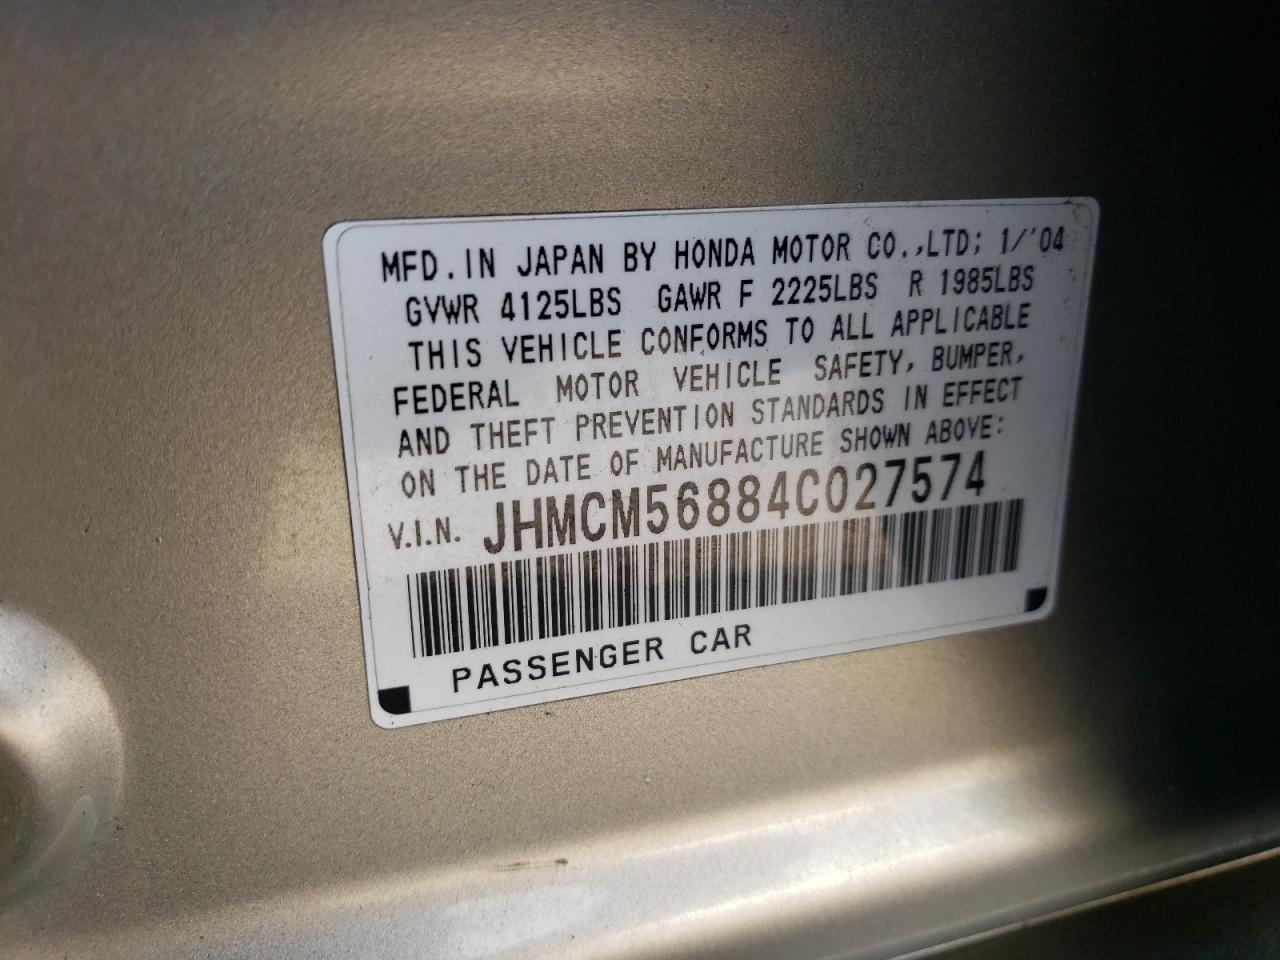 MFD. IN JAPAN BY HONDA MOTOR CO.,LTD; 1/'04
GVWR 4125LBS GAWR F 2225LBS R 1985LBS
THIS VEHICLE CONFORMS TO ALL APPLICABLE
FEDERAL MOTOR VEHICLE SAFETY, BUMPER,
AND THEFT PREVENTION STANDARDS IN EFFECT
ON THE DATE OF MANUFACTURE SHOWN ABOVE:
V.I.N. JHMCM56884C027574
PASSENGER CAR